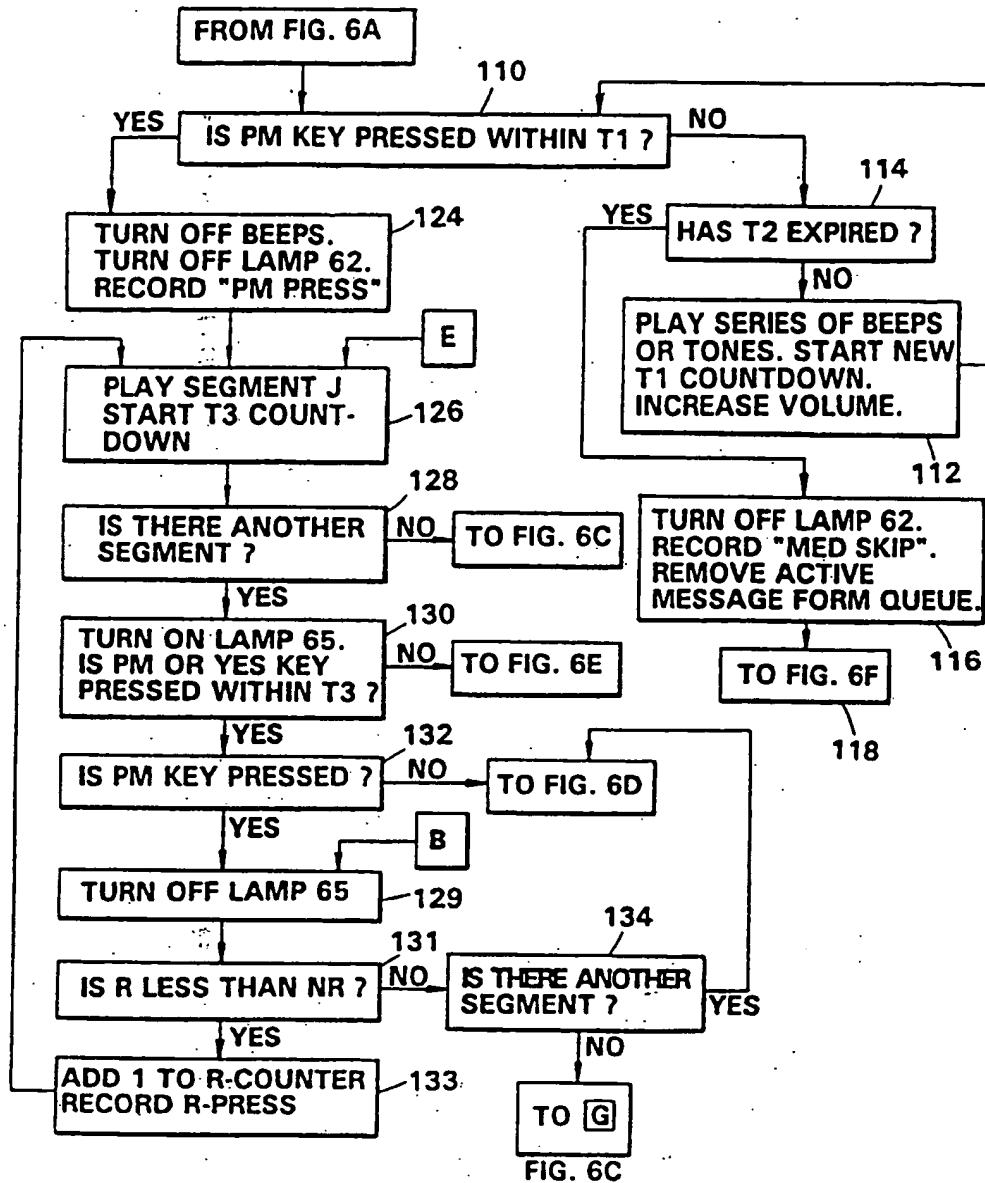 FROM FIG. 6A
110
YES
IS PM KEY PRESSED WITHIN T1 ?
NO
124
TURN OFF BEEPS.
TURN OFF LAMP 62.
RECORD "PM PRESS"
114
YES
HAS T2 EXPIRED ?
NO
E
PLAY SERIES OF BEEPS
OR TONES. START NEW
T1 COUNTDOWN.
INCREASE VOLUME.
112
PLAY SEGMENT J
START T3 COUNT-
DOWN
126
128
IS THERE ANOTHER
SEGMENT ?
NO
TO FIG. 6C
YES
TURN OFF LAMP 62.
RECORD "MED SKIP".
REMOVE ACTIVE
MESSAGE FORM QUEUE.
116
130
TURN ON LAMP 65.
IS PM OR YES KEY
PRESSED WITHIN T3 ?
NO
TO FIG. 6E
TO FIG. 6F
118
YES
132
IS PM KEY PRESSED ?
NO
TO FIG. 6D
YES
B
TURN OFF LAMP 65
129
131
IS R LESS THAN NR ?
NO
134
IS THERE ANOTHER
SEGMENT ?
YES
YES
NO
ADD 1 TO R-COUNTER
RECORD R-PRESS
133
TO G
FIG. 6C